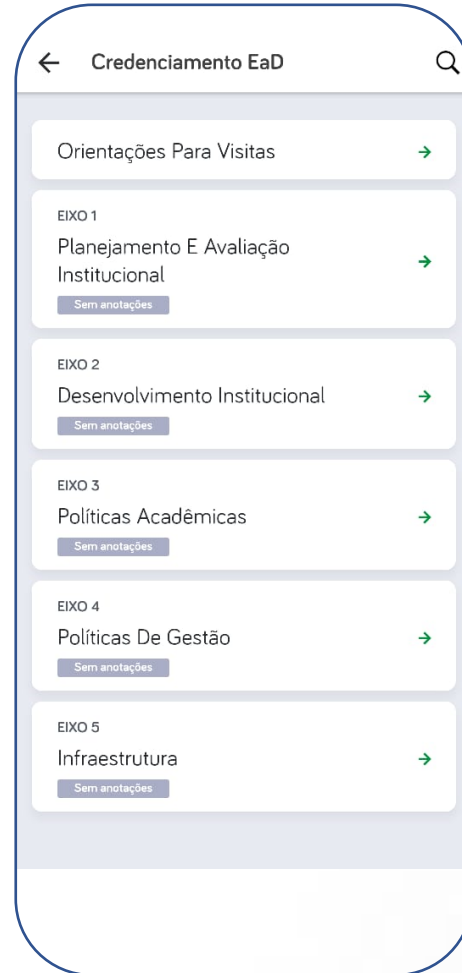 Credenciamento EaD
Orientações Para Visitas
EIXO 1
Planejamento E Avaliação
Institucional
Sem anotações
EIXO 2
Desenvolvimento Institucional
Sem anotações
EIXO 3
Políticas Acadêmicas
Sem anotações
EIXO 4
Políticas De Gestão
Sem anotações
EIXO 5
Infraestrutura
Sem anotações